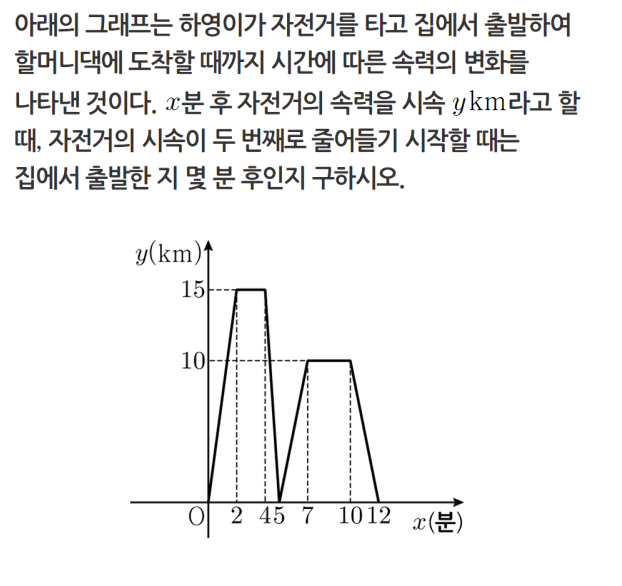 아래의 그래프는 하영이가 자전거를 타고 집에서 출발하여
할머니댁에 도착할 때까지 시간에 따른 속력의 변화를
나타낸 것이다. x분 후 자전거의 속력을 시속 y km라고 할
때, 자전거의 시속이 두 번째로 줄어들기 시작할 때는
집에서 출발한 지 몇 분 후인지 구하시오.
y(km)
15
10
O 2 4 5 7 10 12 x(분)